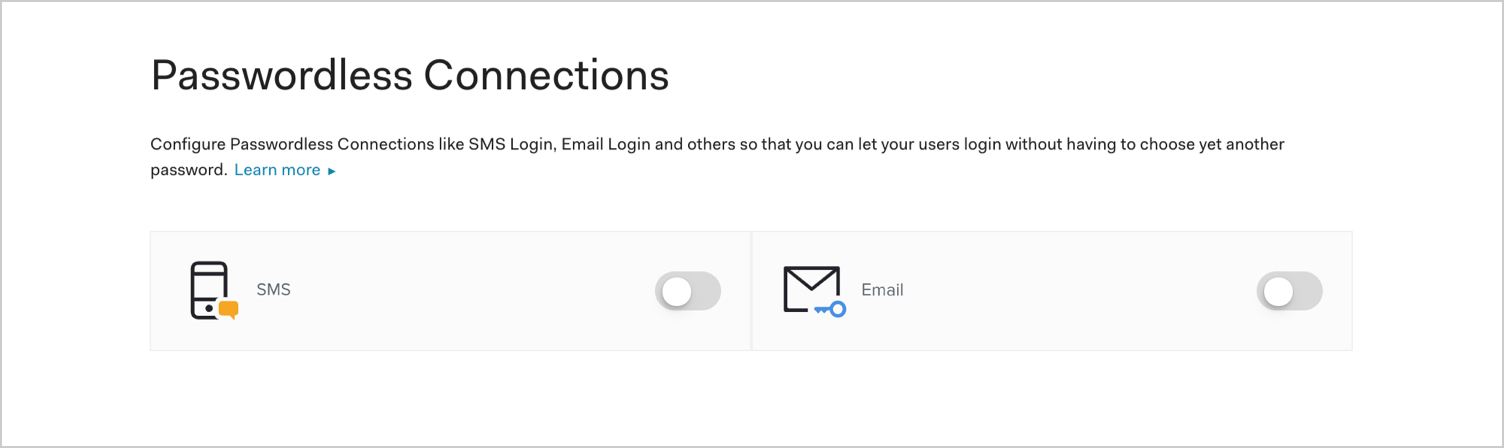 Passwordless Connections
Configure Passwordless Connections like SMS Login, Email Login and others so that you can let your users login without having to choose yet another
password. Learn more ▸
SMS
Email